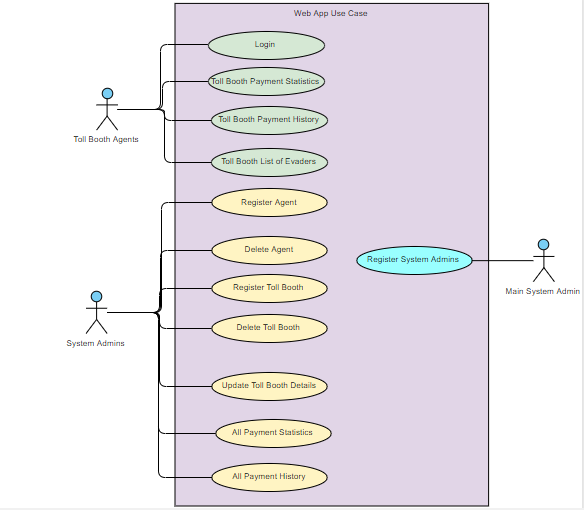 Web App Use Case
Login
Toll Booth Payment Statistics
Toll Booth Agents
Toll Booth Payment History
Toll Booth List of Evaders
Register Agent
Delete Agent
Register System Admins
Register Toll Booth
Main System Admin
Delete Toll Booth
System Admins
Update Toll Booth Details
All Payment Statistics
All Payment History